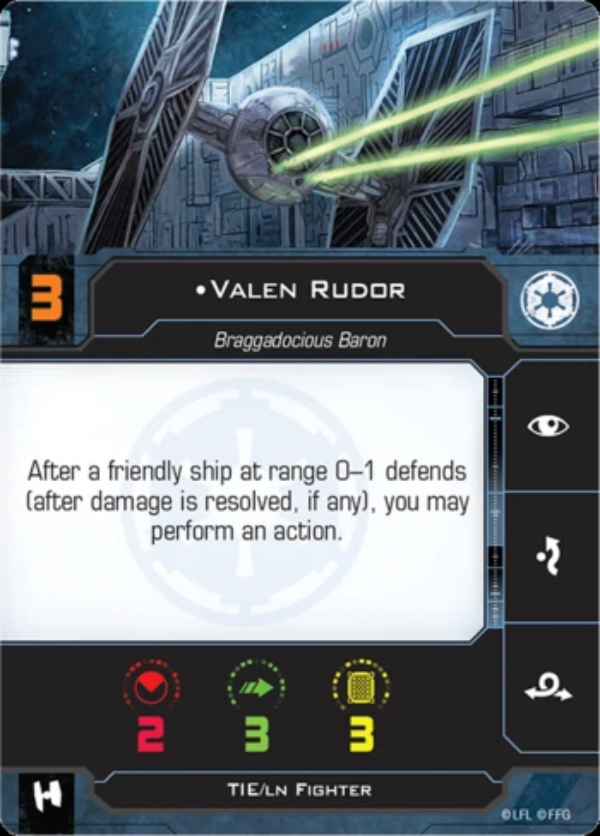 3
•Valen Rudor
Braggadocious Baron
After a friendly ship at range 0–1 defends
(after damage is resolved, if any), you may
perform an action.
2 3 3
TIE/ln Fighter
©LFL ©FFG